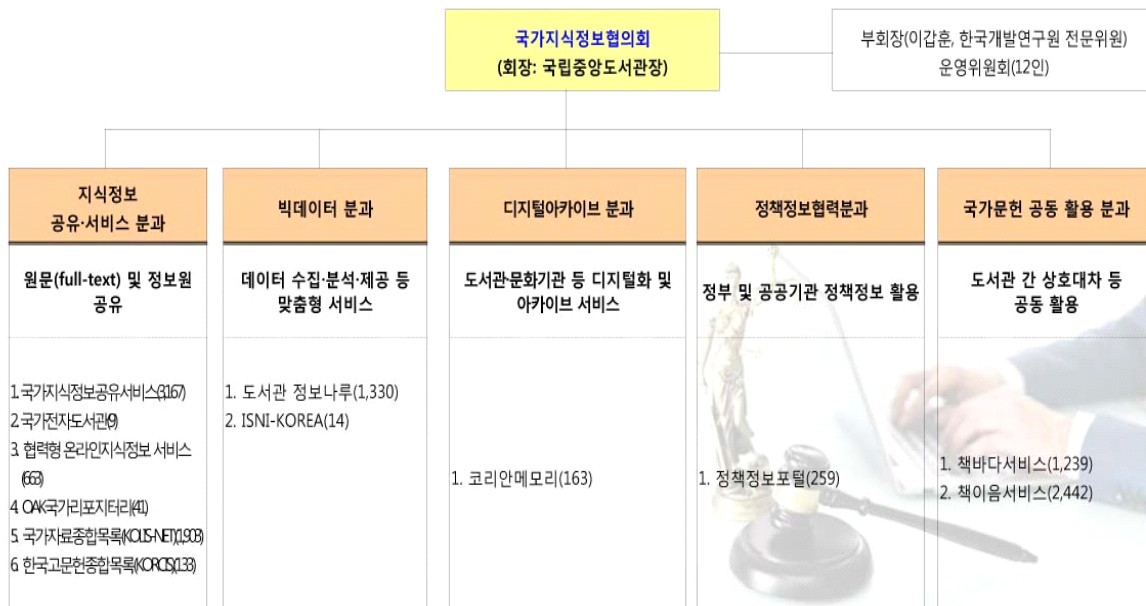 국가지식정보협의회
(회장: 국립중앙도서관장)
부회장(이갑훈, 한국개발연구원 전문위원)
운영위원회(12인)
지식정보
공유·서비스 분과
원문(full-text) 및 정보원
공유
1. 국가지식정보공유서비스(3,167)
2. 국가전자도서관(9)
3. 협력형 온라인지식정보 서비스
(663)
4. OAK국가리포지터리(41)
5. 국가자료종합목록(KOLIS-NET)(1,903)
6. 한국고문헌종합목록(KORCIS)(133)
빅데이터 분과
데이터 수집·분석·제공 등
맞춤형 서비스
1. 도서관 정보나루(1,330)
2. ISNI-KOREA(14)
디지털아카이브 분과
도서관·문화기관 등 디지털화 및
아카이브 서비스
1. 코리안메모리(163)
정책정보협력분과
정부 및 공공기관 정책정보 활용
1. 정책정보포털(259)
국가문헌 공동 활용 분과
도서관 간 상호대차 등
공동 활용
1. 책바다서비스(1,239)
2. 책이음서비스(2,442)